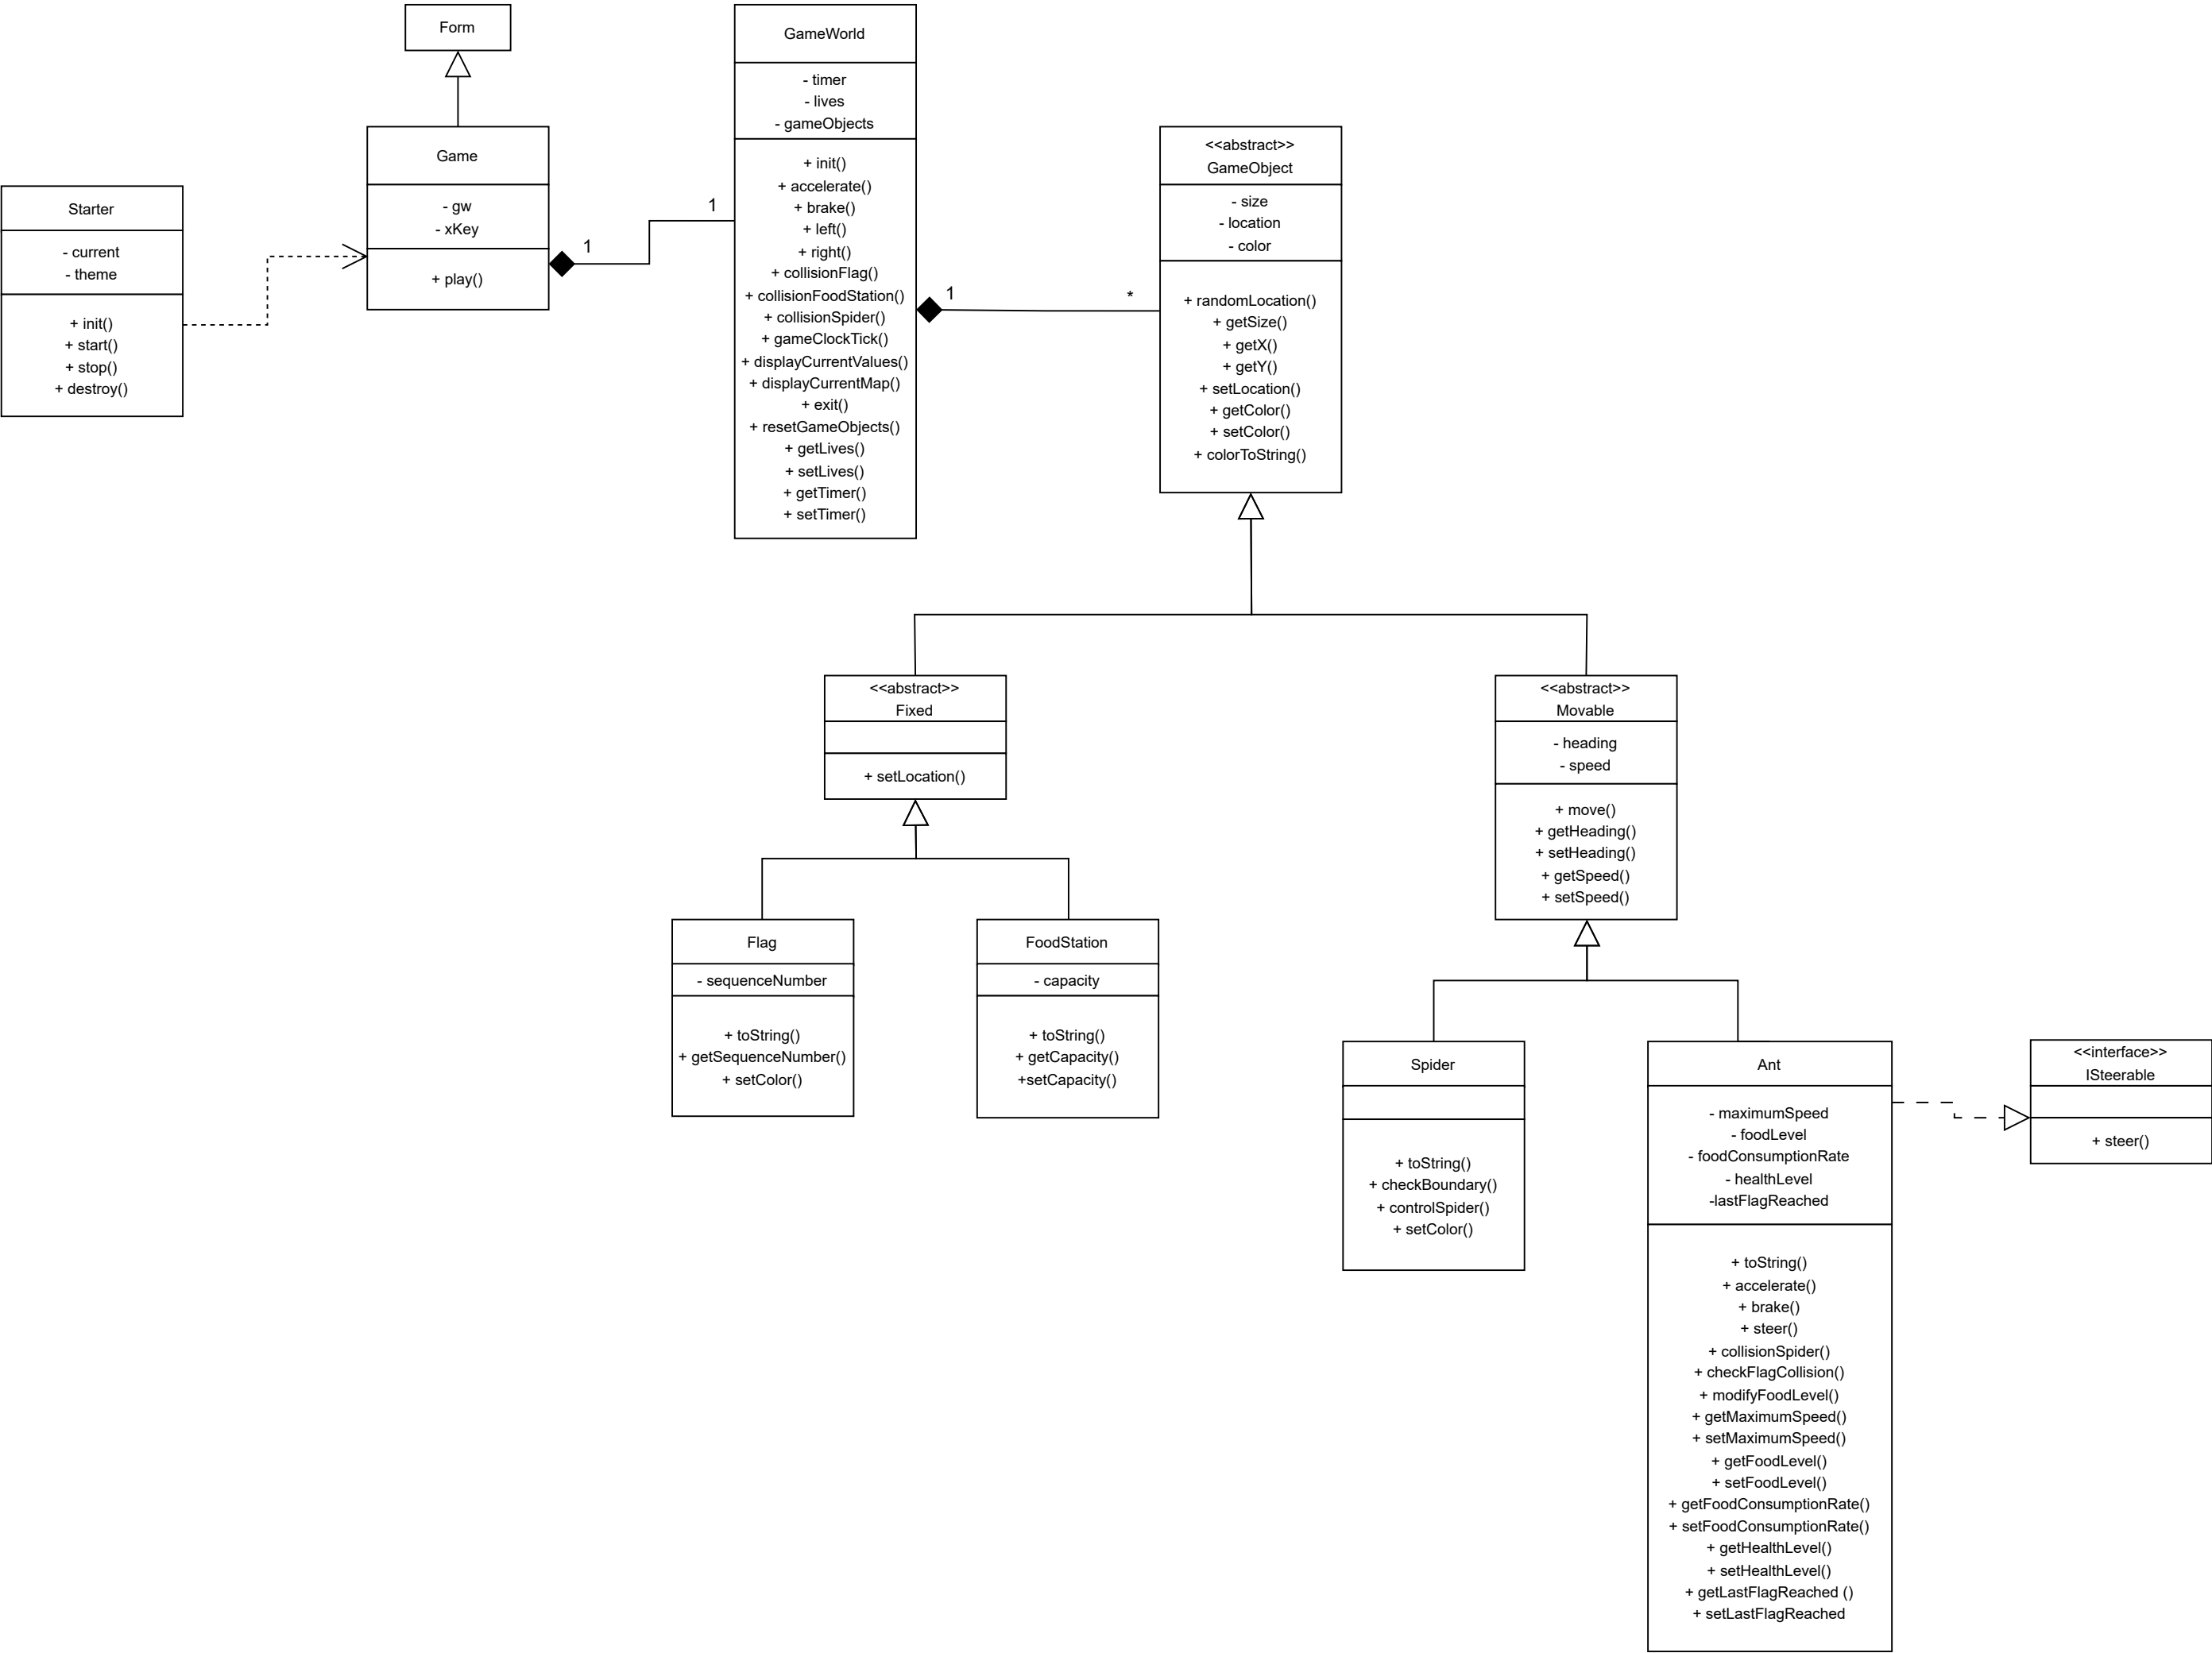 Form
Game
- gw
- xKey
+ play()
Starter
- current
- theme
+ init()
+ start()
+ stop()
+ destroy()
1
1
GameWorld
- timer
- lives
- gameObjects
+ init()
+ accelerate()
+ brake()
+ left()
+ right()
+ collisionFlag()
+ collisionFoodStation()
+ collisionSpider()
+ gameClockTick()
+ displayCurrentValues()
+ displayCurrentMap()
+ exit()
+ resetGameObjects()
+ getLives()
+ setLives()
+ getTimer()
+ setTimer()
1
*
<<abstract>>
GameObject
- size
- location
- color
+ randomLocation()
+ getSize()
+ getX()
+ getY()
+ setLocation()
+ getColor()
+ setColor()
+ colorToString()
<<abstract>>
Fixed
+ setLocation()
<<abstract>>
Movable
- heading
- speed
+ move()
+ getHeading()
+ setHeading()
+ getSpeed()
+ setSpeed()
Flag
- sequenceNumber
+ toString()
+ getSequenceNumber()
+ setColor()
FoodStation
- capacity
+ toString()
+ getCapacity()
+setCapacity()
Spider
+ toString()
+ checkBoundary()
+ controlSpider()
+ setColor()
Ant
- maximumSpeed
- foodLevel
- foodConsumptionRate
- healthLevel
-lastFlagReached
+ toString()
+ accelerate()
+ brake()
+ steer()
+ collisionSpider()
+ checkFlagCollision()
+ modifyFoodLevel()
+ getMaximumSpeed()
+ setMaximumSpeed()
+ getFoodLevel()
+ setFoodLevel()
+ getFoodConsumptionRate()
+ setFoodConsumptionRate()
+ getHealthLevel()
+ setHealthLevel()
+ getLastFlagReached ()
+ setLastFlagReached
<<interface>>
ISteerable
+ steer()